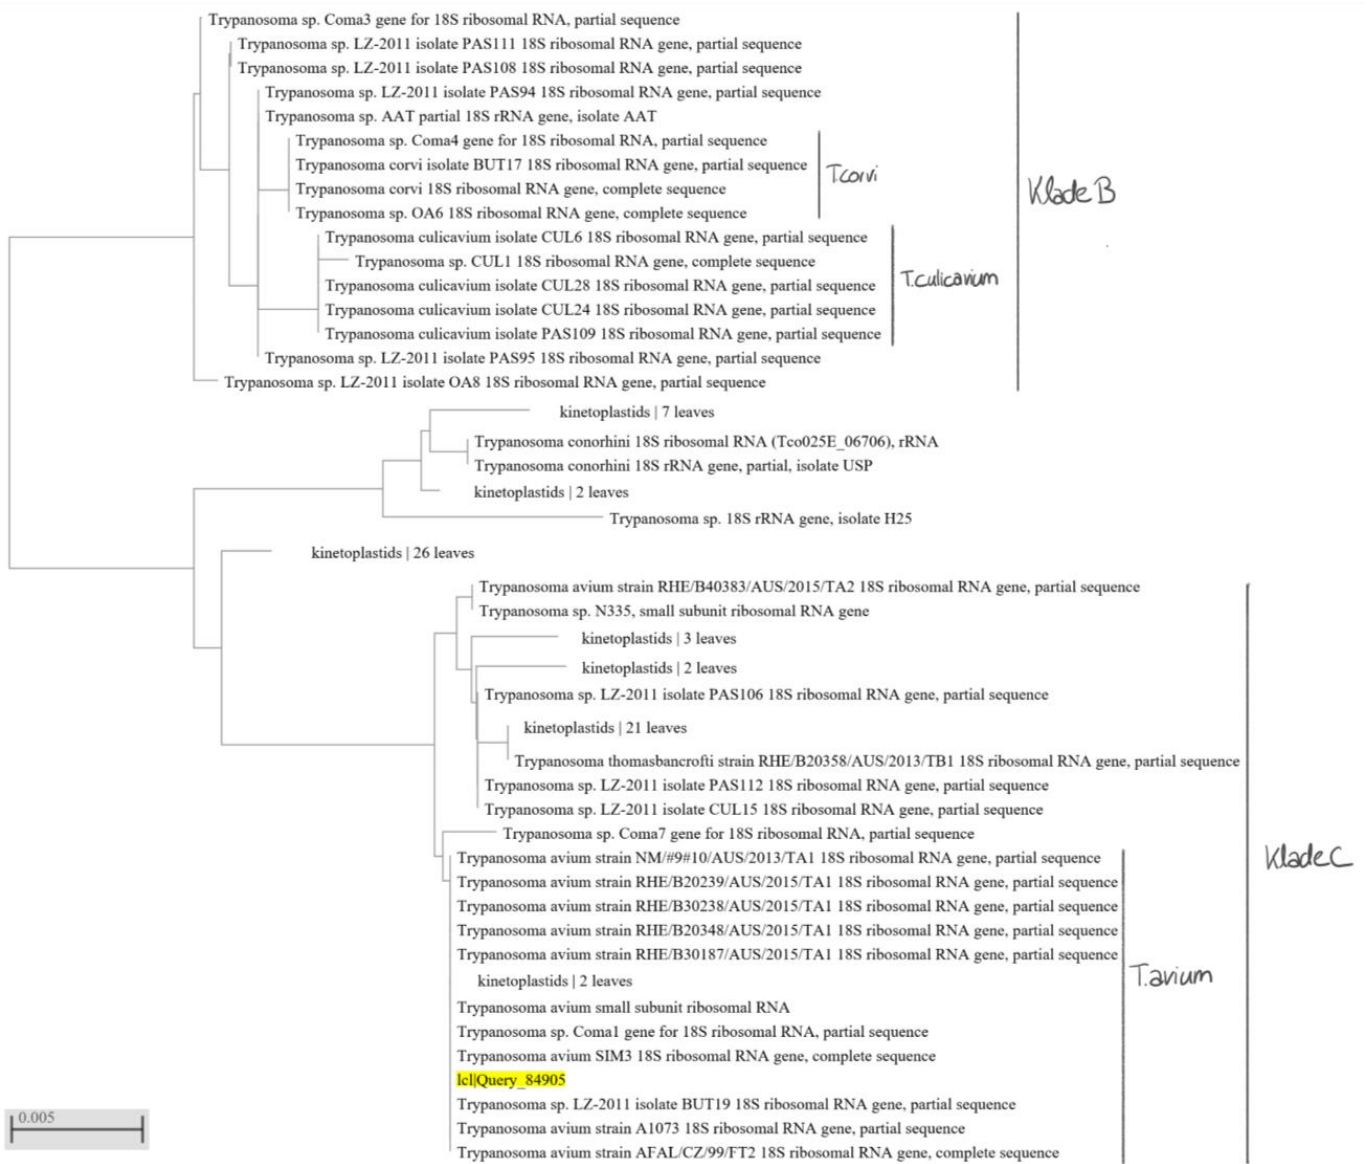 Trypanosoma sp. Coma3 gene for 18S ribosomal RNA, partial sequence
Trypanosoma sp. LZ-2011 isolate PAS111 18S ribosomal RNA gene, partial sequence
Trypanosoma sp. LZ-2011 isolate PAS108 18S ribosomal RNA gene, partial sequence
Trypanosoma sp. LZ-2011 isolate PAS94 18S ribosomal RNA gene, partial sequence
Trypanosoma sp. AAT partial 18S rRNA gene, isolate AAT
Trypanosoma sp. Coma4 gene for 18S ribosomal RNA, partial sequence
Trypanosoma corvi isolate BUT17 18S ribosomal RNA gene, partial sequence
T.corvi
Trypanosoma corvi 18S ribosomal RNA gene, complete sequence
Klade B
Trypanosoma sp. OA6 18S ribosomal RNA gene, complete sequence
Trypanosoma culicavium isolate CUL6 18S ribosomal RNA gene, partial sequence
Trypanosoma sp. CUL1 18S ribosomal RNA gene, complete sequence
T.culicavium
Trypanosoma culicavium isolate CUL28 18S ribosomal RNA gene, partial sequence
Trypanosoma culicavium isolate CUL24 18S ribosomal RNA gene, partial sequence
Trypanosoma culicavium isolate PAS109 18S ribosomal RNA gene, partial sequence
Trypanosoma sp. LZ-2011 isolate PAS95 18S ribosomal RNA gene, partial sequence
Trypanosoma sp. LZ-2011 isolate OA8 18S ribosomal RNA gene, partial sequence
kinetoplastids | 7 leaves
Trypanosoma conorhini 18S ribosomal RNA (Tco025E_06706), rRNA
Trypanosoma conorhini 18S rRNA gene, partial, isolate USP
kinetoplastids | 2 leaves
Trypanosoma sp. 18S rRNA gene, isolate H25
kinetoplastids | 26 leaves
Trypanosoma avium strain RHE/B40383/AUS/2015/TA2 18S ribosomal RNA gene, partial sequence
Trypanosoma sp. N335, small subunit ribosomal RNA gene
kinetoplastids | 3 leaves
kinetoplastids | 2 leaves
Trypanosoma sp. LZ-2011 isolate PAS106 18S ribosomal RNA gene, partial sequence
kinetoplastids | 21 leaves
Trypanosoma thomasbancrofti strain RHE/B20358/AUS/2013/TB1 18S ribosomal RNA gene, partial sequence
Trypanosoma sp. LZ-2011 isolate PAS112 18S ribosomal RNA gene, partial sequence
Trypanosoma sp. LZ-2011 isolate CUL15 18S ribosomal RNA gene, partial sequence
Trypanosoma sp. Coma7 gene for 18S ribosomal RNA, partial sequence
Trypanosoma avium strain NM/#9#10/AUS/2013/TA1 18S ribosomal RNA gene, partial sequence
Klade C
Trypanosoma avium strain RHE/B20239/AUS/2015/TA1 18S ribosomal RNA gene, partial sequence
Trypanosoma avium strain RHE/B30238/AUS/2015/TA1 18S ribosomal RNA gene, partial sequence
Trypanosoma avium strain RHE/B20348/AUS/2015/TA1 18S ribosomal RNA gene, partial sequence
Trypanosoma avium strain RHE/B30187/AUS/2015/TA1 18S ribosomal RNA gene, partial sequence
T.avium
kinetoplastids | 2 leaves
Trypanosoma avium small subunit ribosomal RNA
Trypanosoma sp. Coma1 gene for 18S ribosomal RNA, partial sequence
Trypanosoma avium SIM3 18S ribosomal RNA gene, complete sequence
lcl|Query_84905
Trypanosoma sp. LZ-2011 isolate BUT19 18S ribosomal RNA gene, partial sequence
0.005
Trypanosoma avium strain A1073 18S ribosomal RNA gene, partial sequence
Trypanosoma avium strain AFAL/CZ/99/FT2 18S ribosomal RNA gene, complete sequence